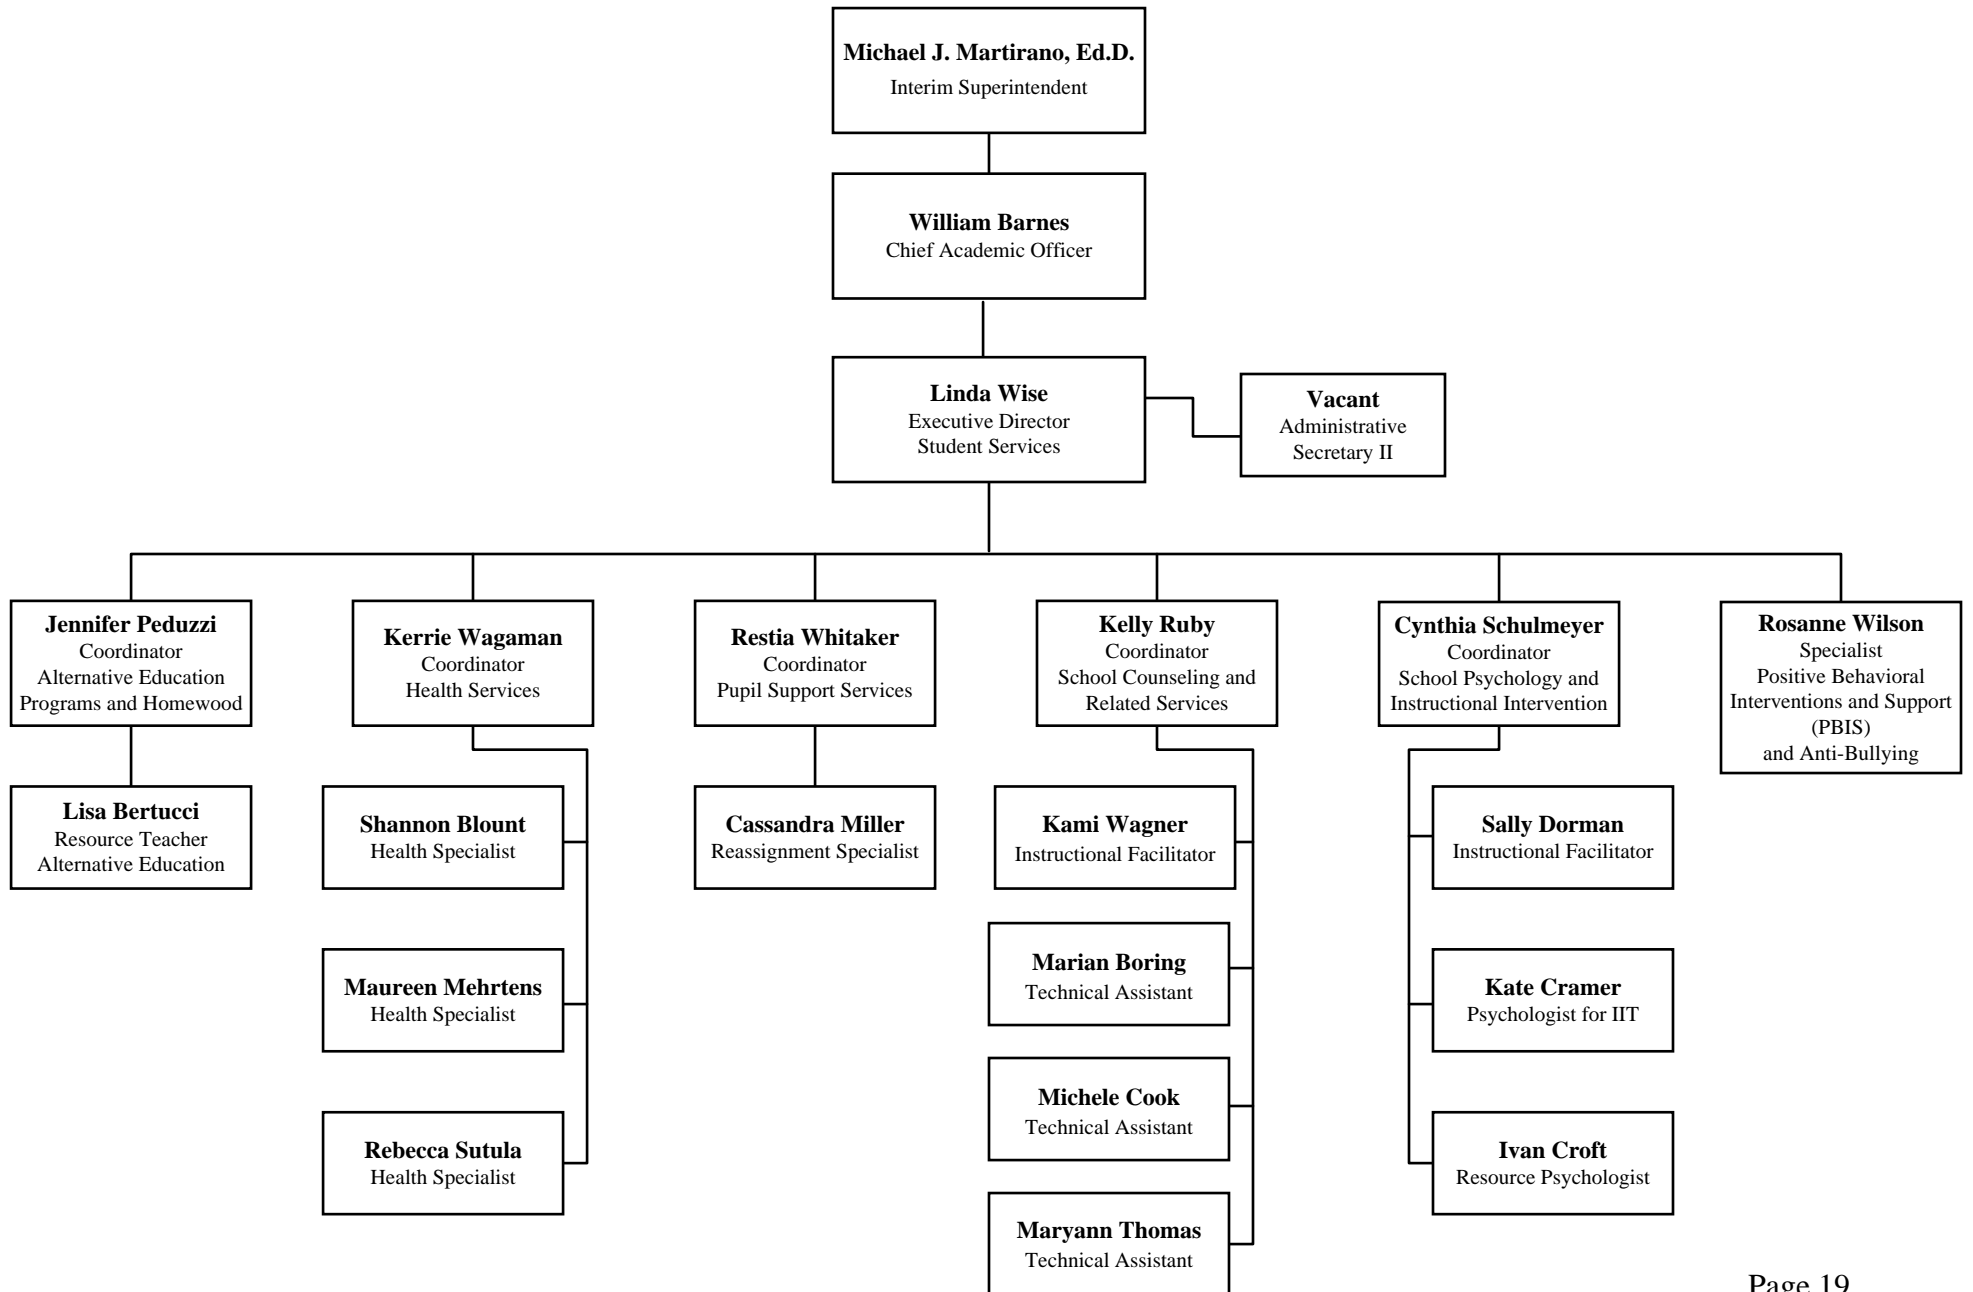 Michael J. Martirano, Ed.D.
Interim Superintendent
William Barnes
Chief Academic Officer
Linda Wise
Executive Director
Student Services
Vacant
Administrative
Secretary II
Jennifer Peduzzi
Coordinator
Alternative Education
Programs and Homewood
Kerrie Wagaman
Coordinator
Health Services
Restia Whitaker
Coordinator
Pupil Support Services
Kelly Ruby
Coordinator
School Counseling and
Related Services
Cynthia Schulmeyer
Coordinator
School Psychology and
Instructional Intervention
Rosanne Wilson
Specialist
Positive Behavioral
Interventions and Support
(PBIS)
and Anti-Bullying
Lisa Bertucci
Resource Teacher
Alternative Education
Shannon Blount
Health Specialist
Cassandra Miller
Reassignment Specialist
Kami Wagner
Instructional Facilitator
Sally Dorman
Instructional Facilitator
Marian Boring
Technical Assistant
Maureen Mehrtens
Health Specialist
Kate Cramer
Psychologist for IIT
Michele Cook
Technical Assistant
Rebecca Sutula
Health Specialist
Ivan Croft
Resource Psychologist
Maryann Thomas
Technical Assistant
Page 19